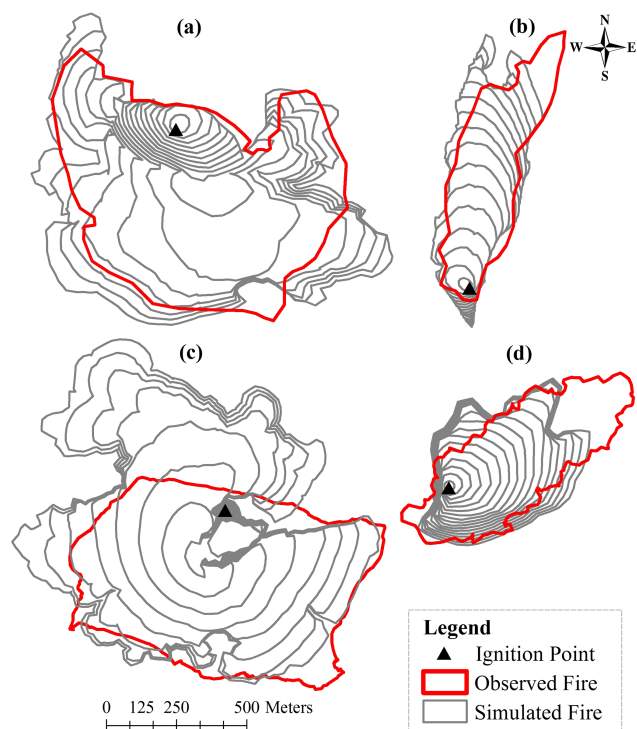 (a)
(b)
N
W E
S
(c)
(d)
Legend
Ignition Point
Observed Fire
Simulated Fire
0 125 250 500 Meters